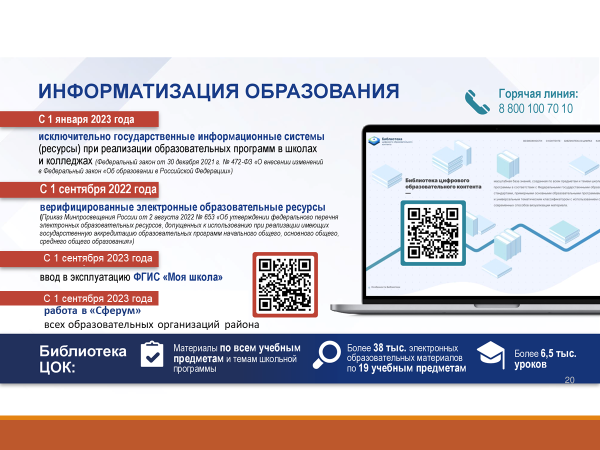 ИНФОРМАТИЗАЦИЯ ОБРАЗОВАНИЯ
Горячая линия:
8 800 100 70 10
С 1 января 2023 года
исключительно государственные информационные системы
(ресурсы) при реализации образовательных программ в школах
и колледжах (Федеральный закон от 30 декабря 2021 г. № 472-ФЗ «О внесении изменений
в Федеральный закон «Об образовании в Российской Федерации»)
С 1 сентября 2022 года
верифицированные электронные образовательные ресурсы
(Приказ Минпросвещения России от 2 августа 2022 № 653 «Об утверждении федерального перечня
электронных образовательных ресурсов, допущенных к использованию при реализации имеющих
государственную аккредитацию образовательных программ начального общего, основного общего,
среднего общего образования»)
С 1 сентября 2023 года
ввод в эксплуатацию ФГИС «Моя школа»
С 1 сентября 2023 года
работа в «Сферум»
всех образовательных организаций района
Библиотека
Библиотека цифрового
образовательного контента
Библиотека
ЦОК:
Материалы по всем учебным
предметам и темам школьной
программы
Более 38 тыс. электронных
образовательных материалов
по 19 учебным предметам
Более 6,5 тыс.
уроков
20